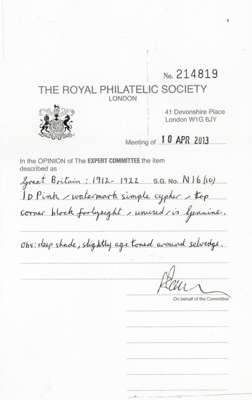 No. 214819
THE ROYAL PHILATELIC SOCIETY
LONDON
41 Devonshire Place
London W1G 6JY
Meeting of 10 APR 2013
In the OPINION of The EXPERT COMMITTEE the item
described as
Great Britain: 1912-1922 S.G. No. N16(10)
1D Pink, watermark simple cypher, top
corner block of eight, unused, is genuine.
Obs: deep shade, slightly age toned around selvedge.
On behalf of the Committee